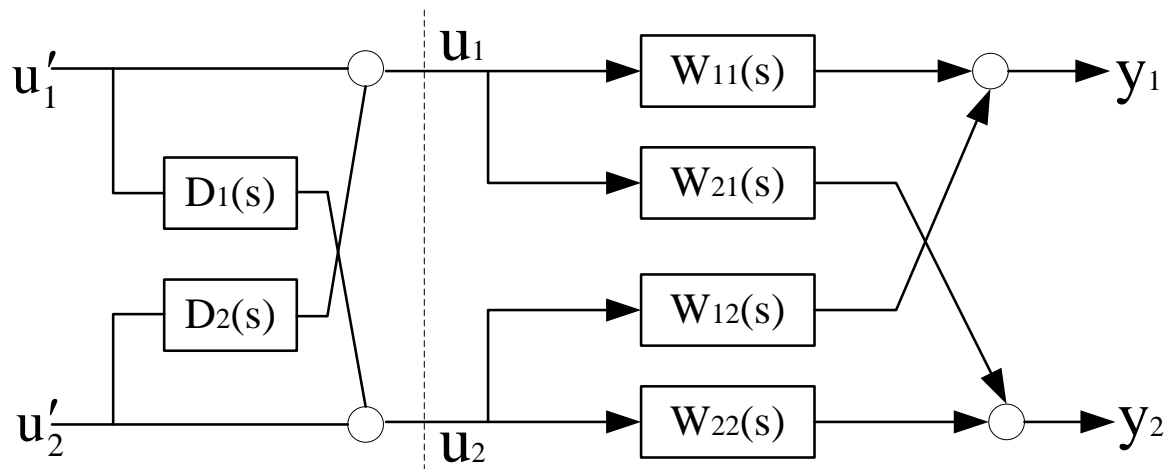 u′₁
u₁
W₁₁(s)
y₁
D₁(s)
W₂₁(s)
D₂(s)
W₁₂(s)
u′₂
u₂
W₂₂(s)
y₂